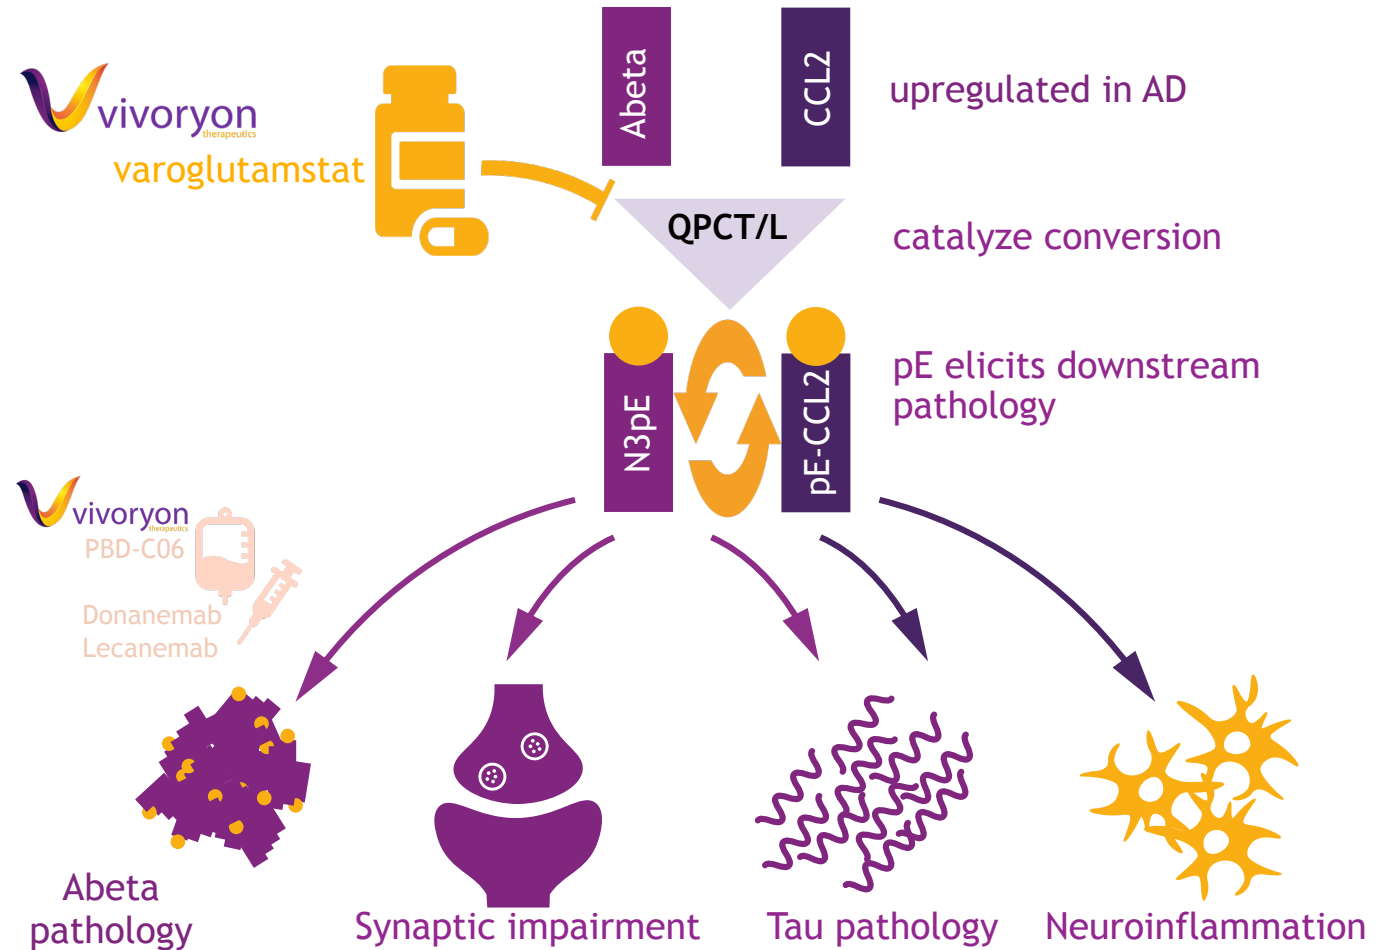 Abeta
CCL2
upregulated in AD
vivoryon
therapeutics
varoglutamstat
QPCT/L
catalyze conversion
N3pE
pE-CCL2
pE elicits downstream
pathology
vivoryon
therapeutics
PBD-C06
Donanemab
Lecanemab
Abeta
pathology
Synaptic impairment
Tau pathology
Neuroinflammation